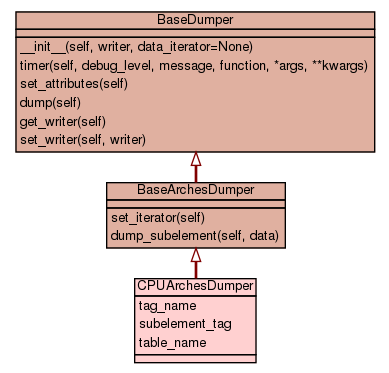 BaseDumper
__init__(self, writer, data_iterator=None)
timer(self, debug_level, message, function, *args, **kwargs)
set_attributes(self)
dump(self)
get_writer(self)
set_writer(self, writer)
BaseArchesDumper
set_iterator(self)
dump_subelement(self, data)
CPUArchesDumper
tag_name
subelement_tag
table_name